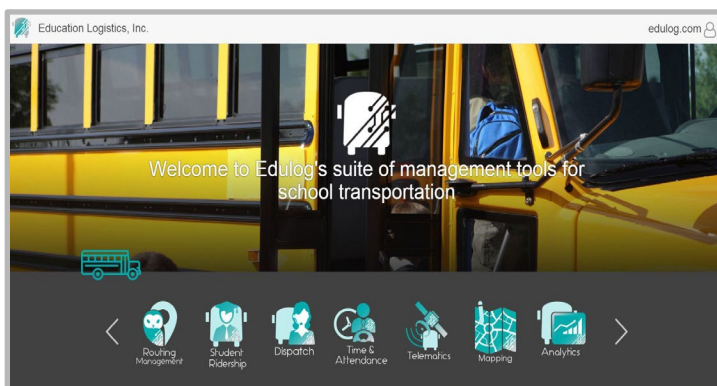 Education Logistics, Inc.
edulog.com
Welcome to Edulog's suite of management tools for
school transportation
Routing
Management
Student
Ridership
Dispatch
Time &
Attendance
Telematics
Mapping
Analytics